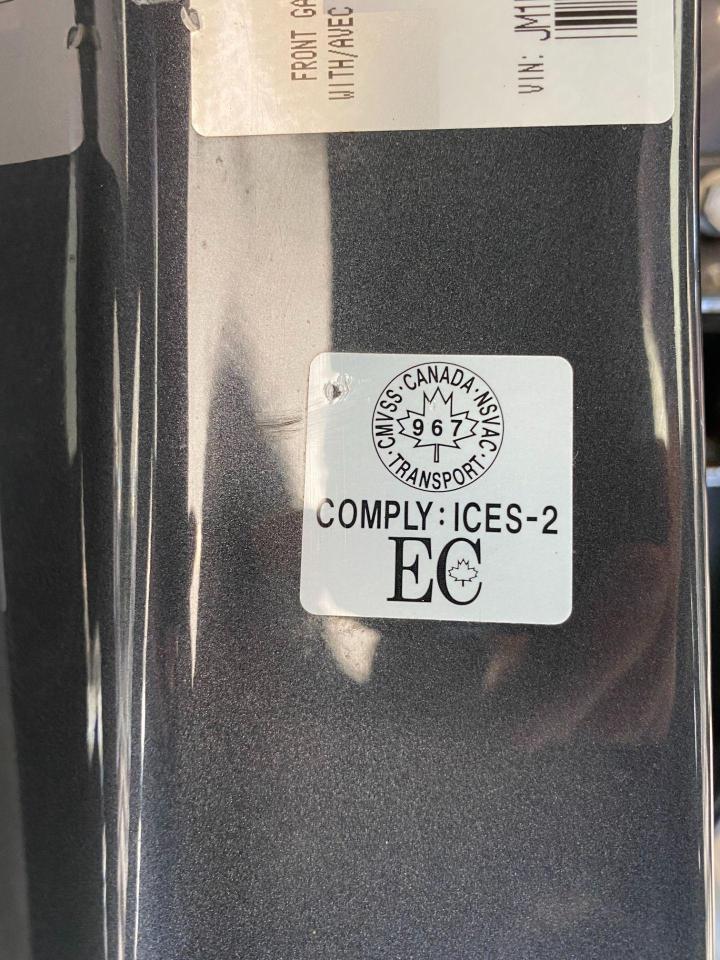 FRONT GA
WITH/AVEC
VIN: JM1
CMVSS·CANADA·NSVAC
967
·TRANSPORT·
COMPLY:ICES-2
EC